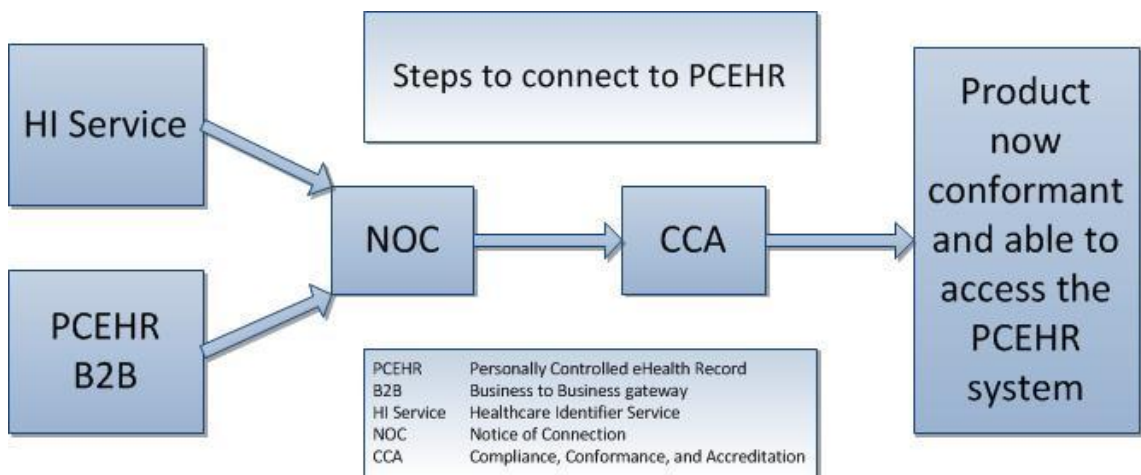 Steps to connect to PCEHR
HI Service
PCEHR
B2B
NOC
CCA
Product
now
conformant
and able to
access the
PCEHR
system
PCEHR Personally Controlled eHealth Record
B2B Business to Business gateway
HI Service Healthcare Identifier Service
NOC Notice of Connection
CCA Compliance, Conformance, and Accreditation